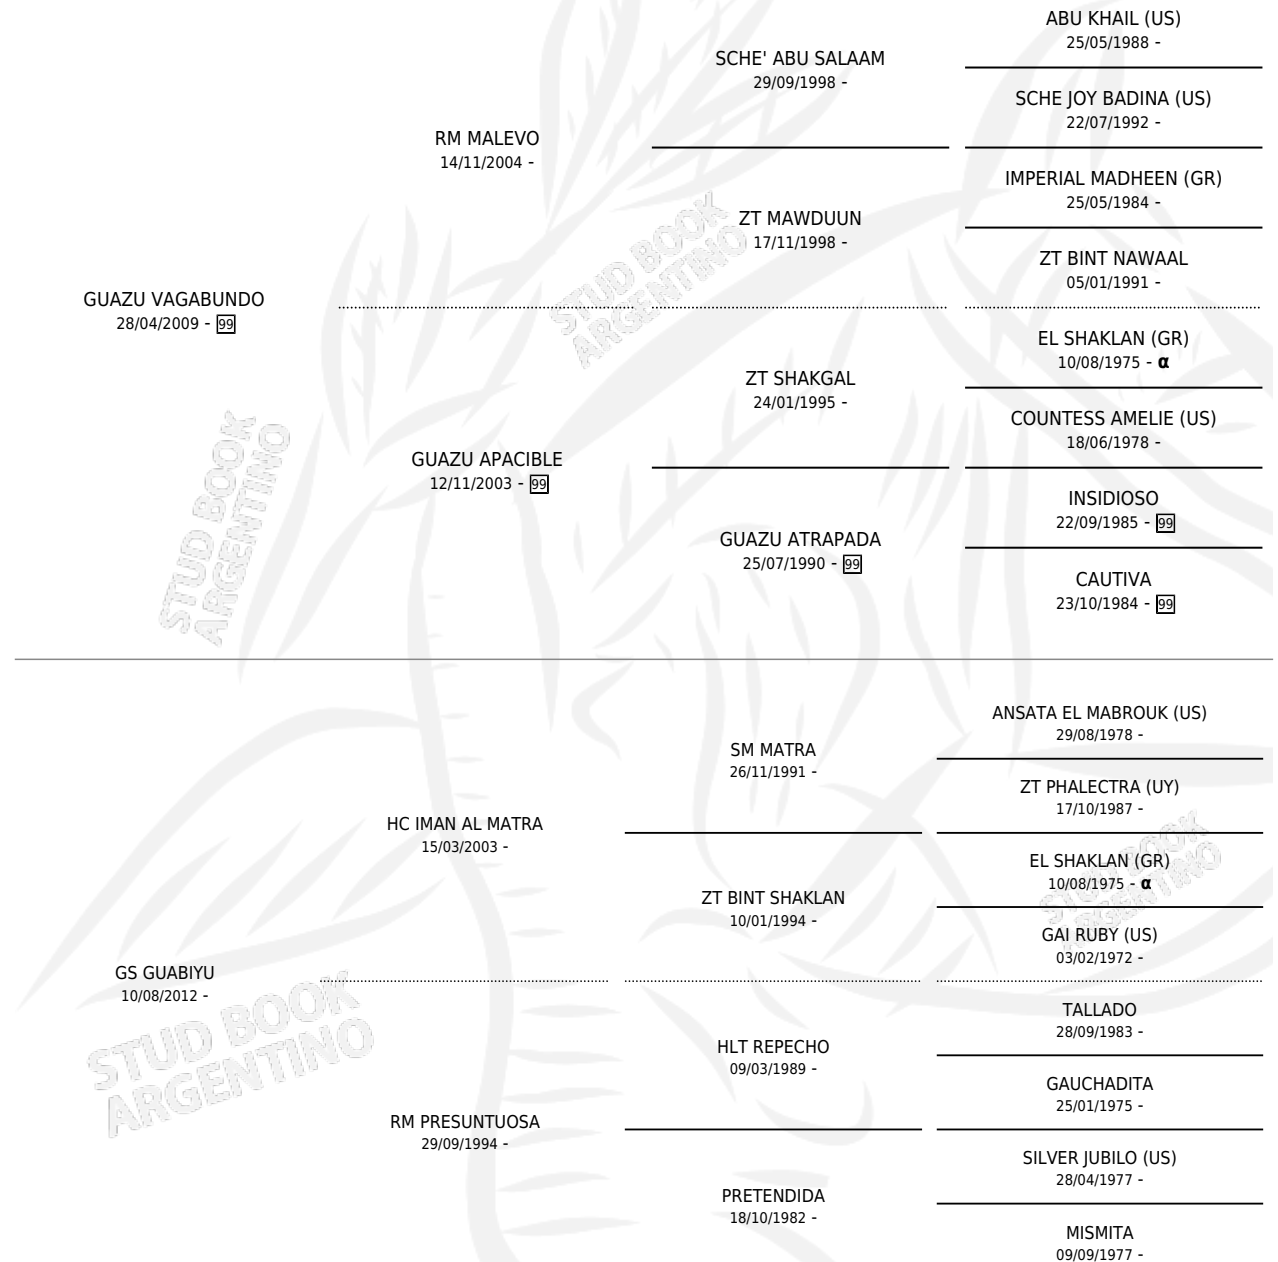 ABU KHAIL (US)
25/05/1988 -
SCHE' ABU SALAAM
29/09/1998 -
SCHE JOY BADINA (US)
22/07/1992 -
RM MALEVO
14/11/2004 -
IMPERIAL MADHEEN (GR)
25/05/1984 -
ZT MAWDUUN
17/11/1998 -
ZT BINT NAWAAL
05/01/1991 -
GUAZU VAGABUNDO
28/04/2009 - 99
EL SHAKLAN (GR)
10/08/1975 - α
ZT SHAKGAL
24/01/1995 -
COUNTESS AMELIE (US)
18/06/1978 -
GUAZU APACIBLE
12/11/2003 - 99
INSIDIOSO
22/09/1985 - 99
GUAZU ATRAPADA
25/07/1990 - 99
CAUTIVA
23/10/1984 - 99
STUD BOOK
ARGENTINO
STUD BOOK
ARGENTINO
ANSATA EL MABROUK (US)
29/08/1978 -
SM MATRA
26/11/1991 -
ZT PHALECTRA (UY)
17/10/1987 -
HC IMAN AL MATRA
15/03/2003 -
EL SHAKLAN (GR)
10/08/1975 - α
ZT BINT SHAKLAN
10/01/1994 -
GAI RUBY (US)
03/02/1972 -
GS GUABIYU
10/08/2012 -
TALLADO
28/09/1983 -
HLT REPECHO
09/03/1989 -
GAUCHADITA
25/01/1975 -
RM PRESUNTUOSA
29/09/1994 -
SILVER JUBILO (US)
28/04/1977 -
PRETENDIDA
18/10/1982 -
MISMITA
09/09/1977 -
STUD BOOK
ARGENTINO
STUD BOOK
ARGENTINO